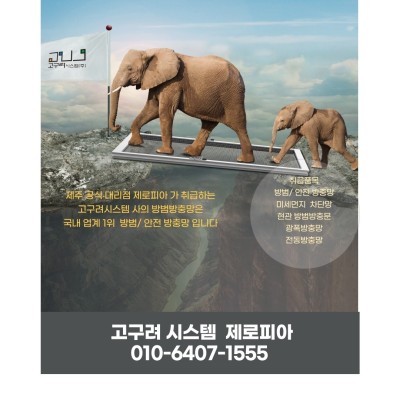 고구려시스템(주)
제주 공식 대리점 제로피아 가 취급하는
고구려시스템 사의 방범방충망은
국내 업계 1위 방범/ 안전 방충망 입니다
취급품목
방범/ 안전 방충망
미세먼지 차단망
현관 방범방충문
광폭방충망
전동방충망
고구려 시스템 제로피아
010-6407-1555